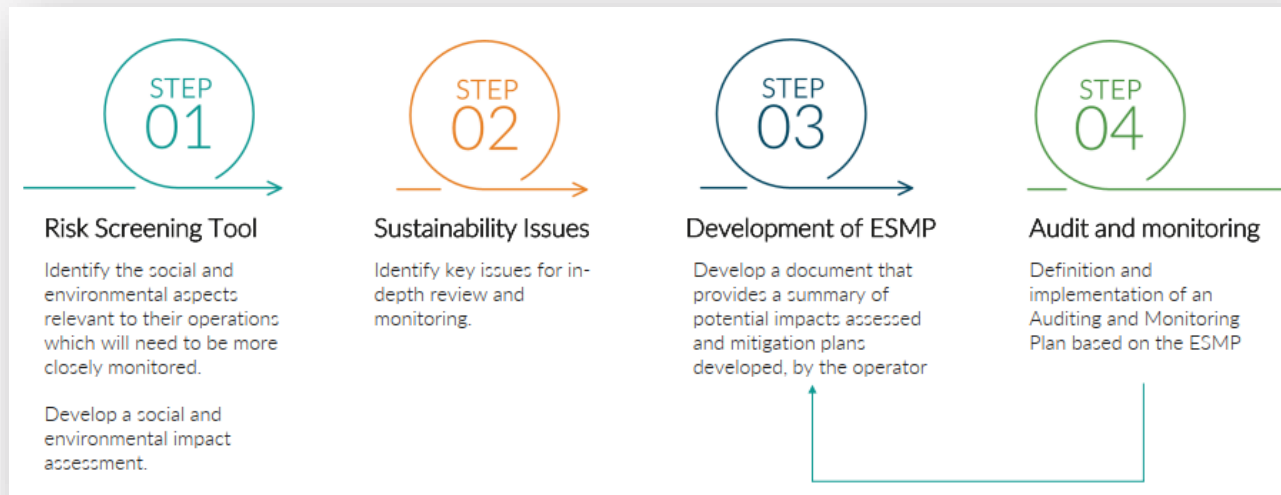 STEP
01
Risk Screening Tool
Identify the social and
environmental aspects
relevant to their operations
which will need to be more
closely monitored.
Develop a social and
environmental impact
assessment.
STEP
02
Sustainability Issues
Identify key issues for in-
depth review and
monitoring.
STEP
03
Development of ESMP
Develop a document that
provides a summary of
potential impacts assessed
and mitigation plans
developed, by the operator
STEP
04
Audit and monitoring
Definition and
implementation of an
Auditing and Monitoring
Plan based on the ESMP